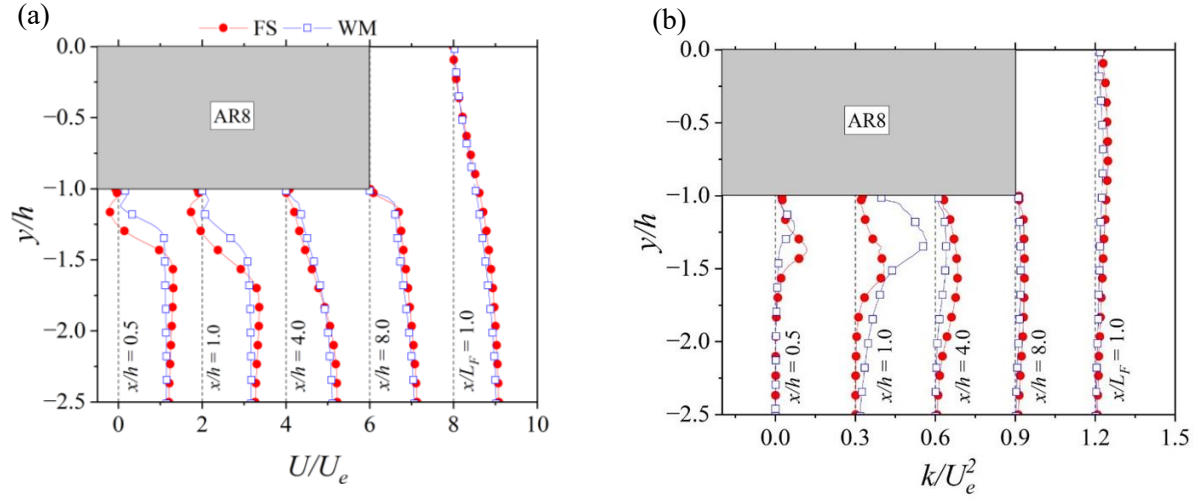 (a)
FS WM
0.0
−0.5
−1.0
−1.5
−2.0
−2.5
y/h
AR8
x/h = 0.5
x/h = 1.0
x/h = 4.0
x/h = 8.0
x/L_F = 1.0
0 2 4 6 8 10
U/U_e
(b)
0.0
−0.5
−1.0
−1.5
−2.0
−2.5
y/h
AR8
x/h = 0.5
x/h = 1.0
x/h = 4.0
x/h = 8.0
x/L_F = 1.0
0.0 0.3 0.6 0.9 1.2 1.5
k/U_e^2